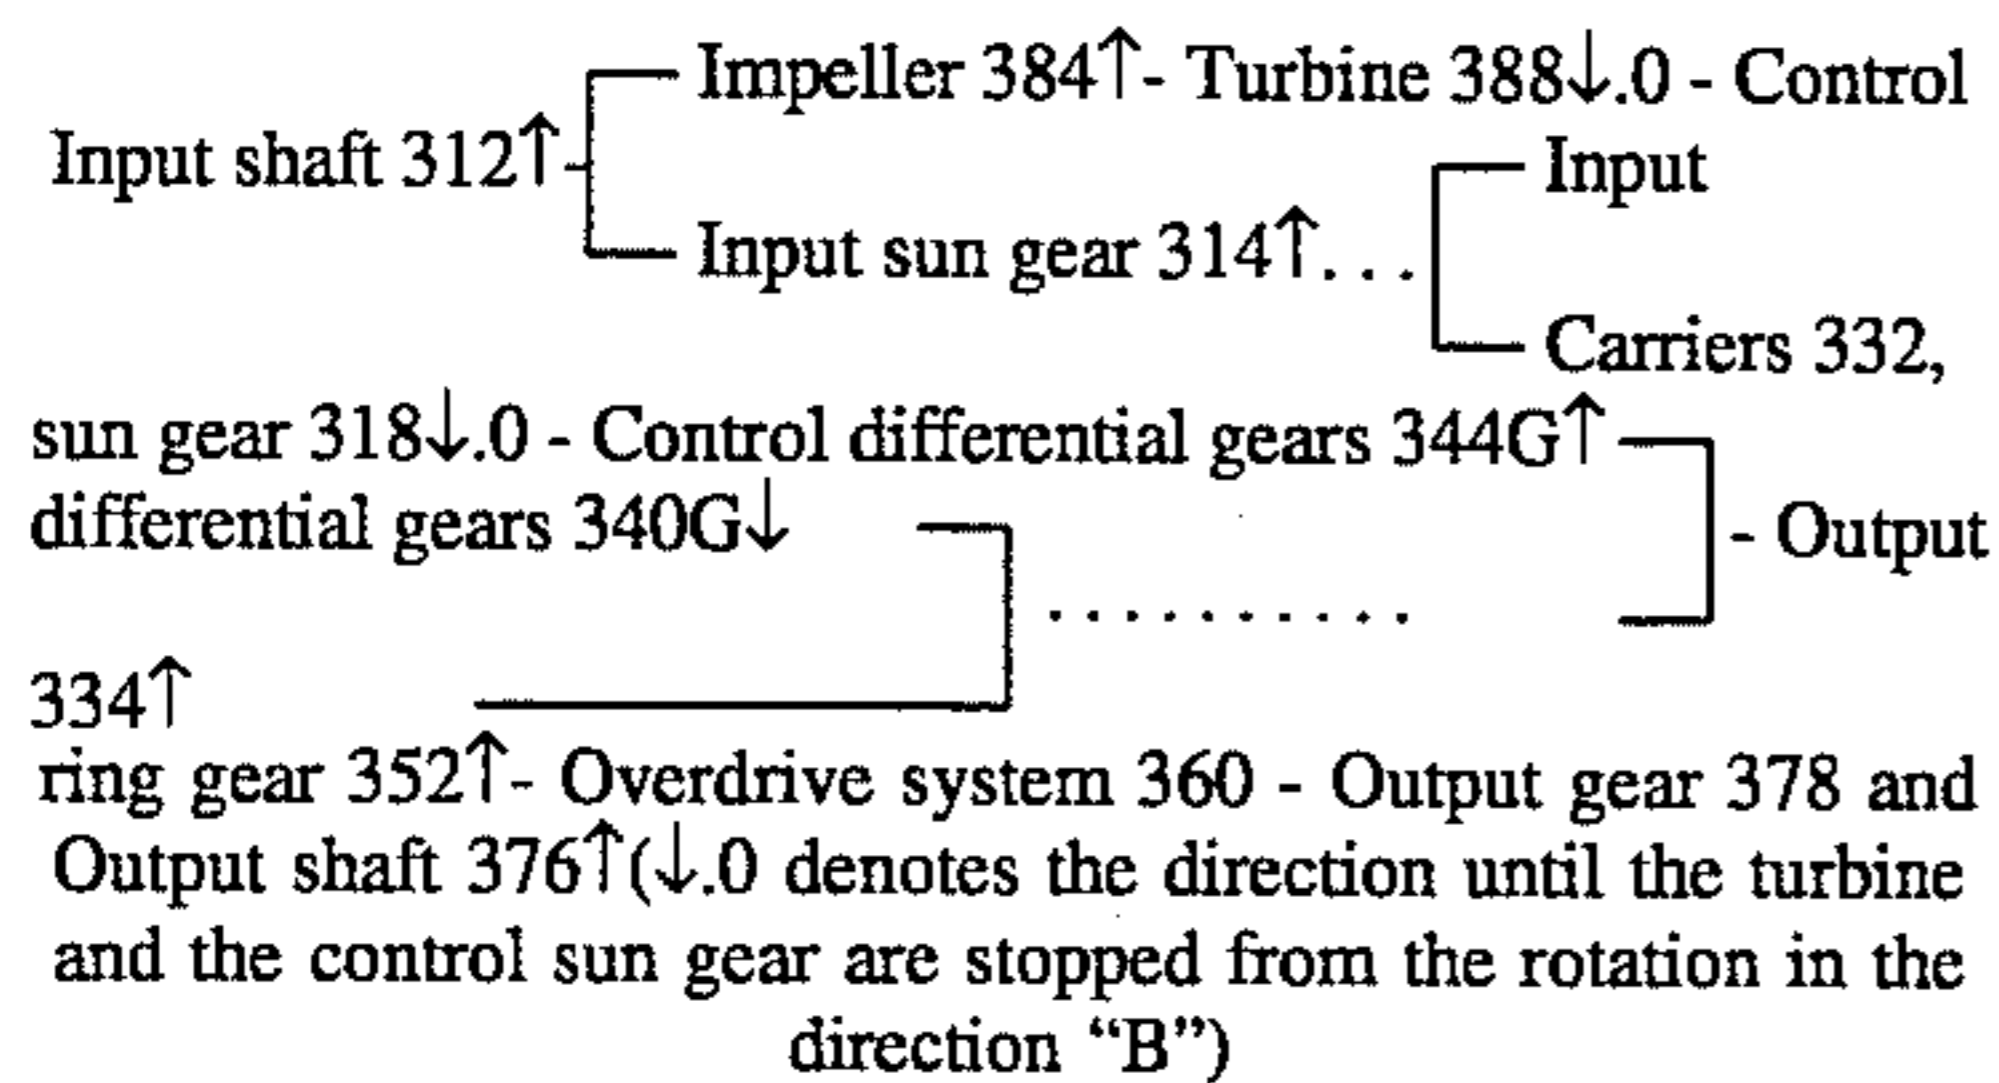 Impeller 384↑- Turbine 388↓.0 - Control
Input shaft 312↑-
Input
Input sun gear 314↑. . .
Carriers 332,
sun gear 318↓.0 - Control differential gears 344G↑
differential gears 340G↓
- Output
. . . . . . . . . .
334↑
ring gear 352↑- Overdrive system 360 - Output gear 378 and
Output shaft 376↑(↓.0 denotes the direction until the turbine
and the control sun gear are stopped from the rotation in the
direction “B”)